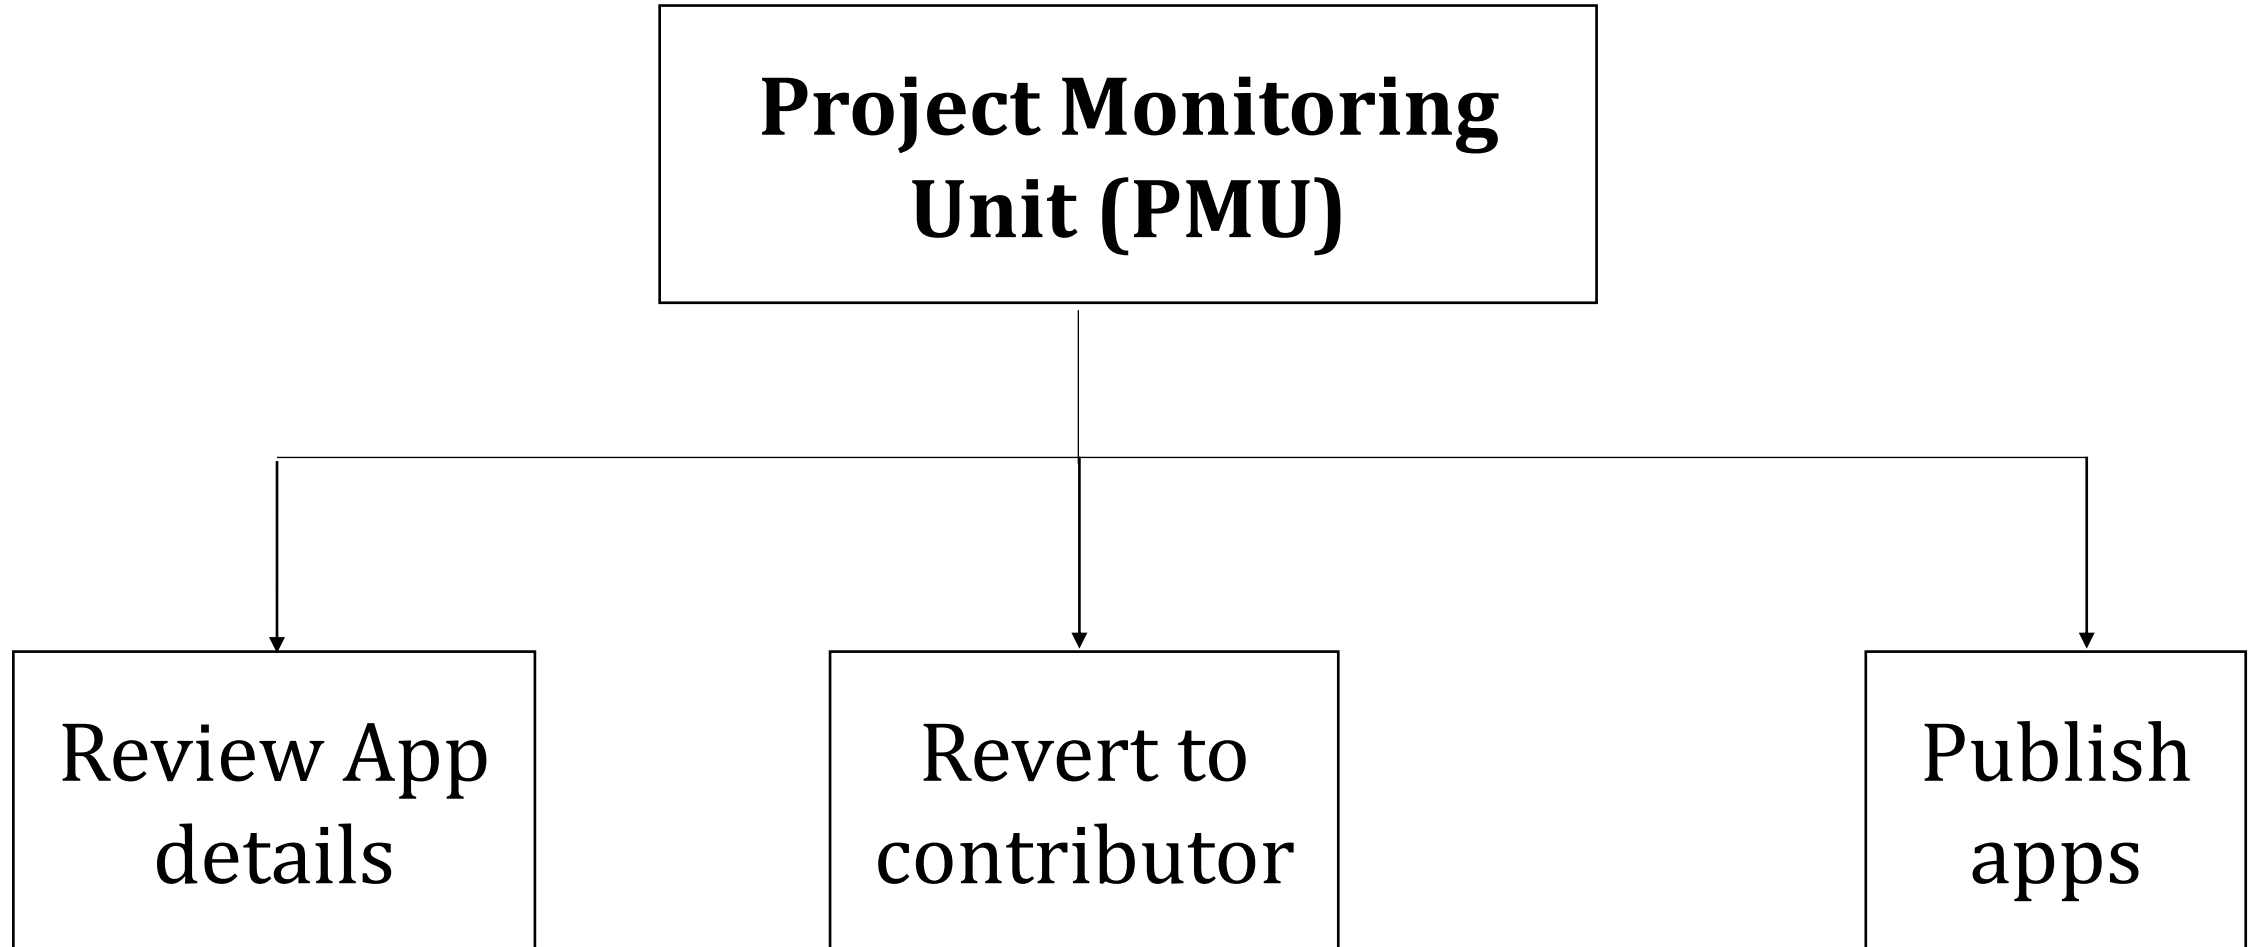 Project Monitoring
Unit (PMU)
Review App
details
Revert to
contributor
Publish
apps